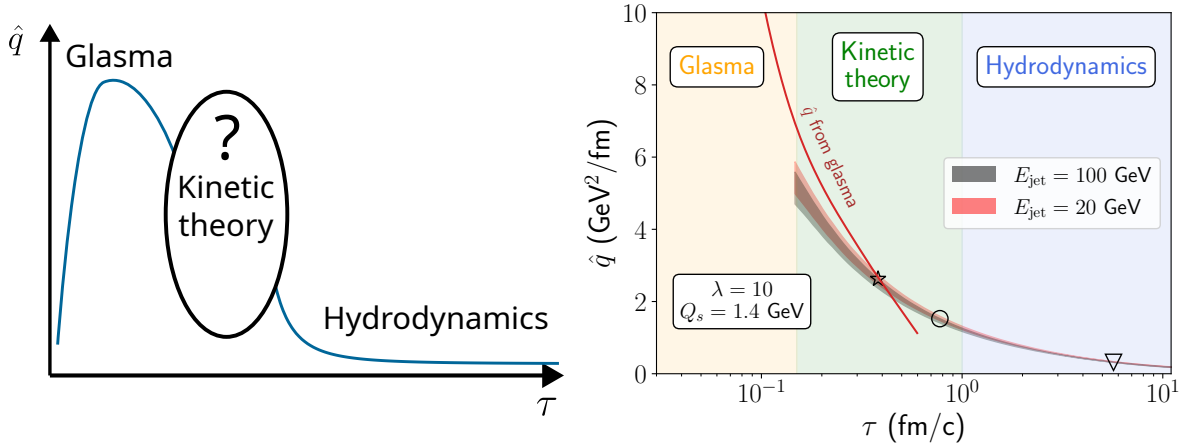 q̂
Glasma
?
Kinetic
theory
Hydrodynamics
τ
10
8
6
4
2
0
q̂ (GeV²/fm)
Glasma
Kinetic
theory
Hydrodynamics
q̂ from glasma
E_jet = 100 GeV
E_jet = 20 GeV
λ = 10
Q_s = 1.4 GeV
10⁻¹
10⁰
10¹
τ (fm/c)